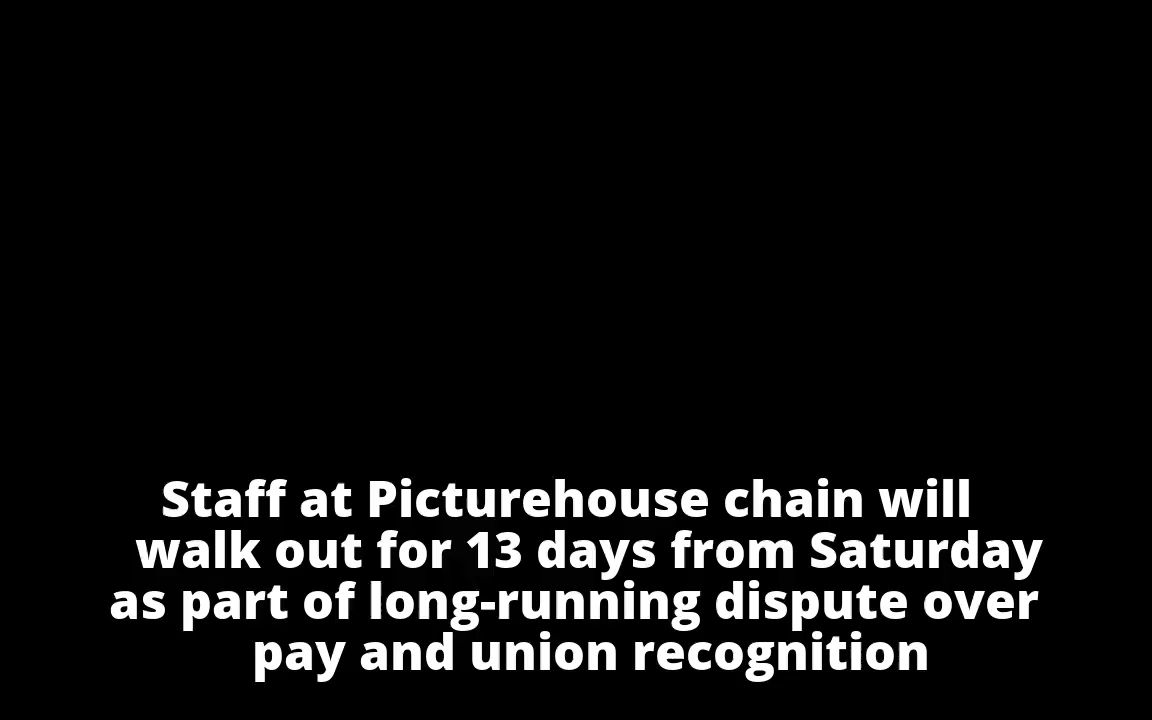 Staff at Picturehouse chain will
walk out for 13 days from Saturday
as part of long-running dispute over
pay and union recognition